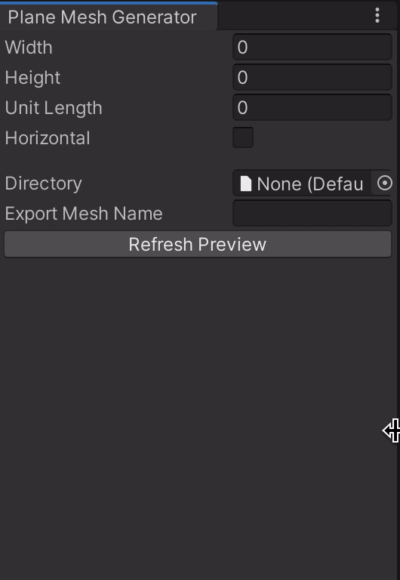 Plane Mesh Generator
Width 0
Height 0
Unit Length 0
Horizontal
Directory None (Defau
Export Mesh Name
Refresh Preview